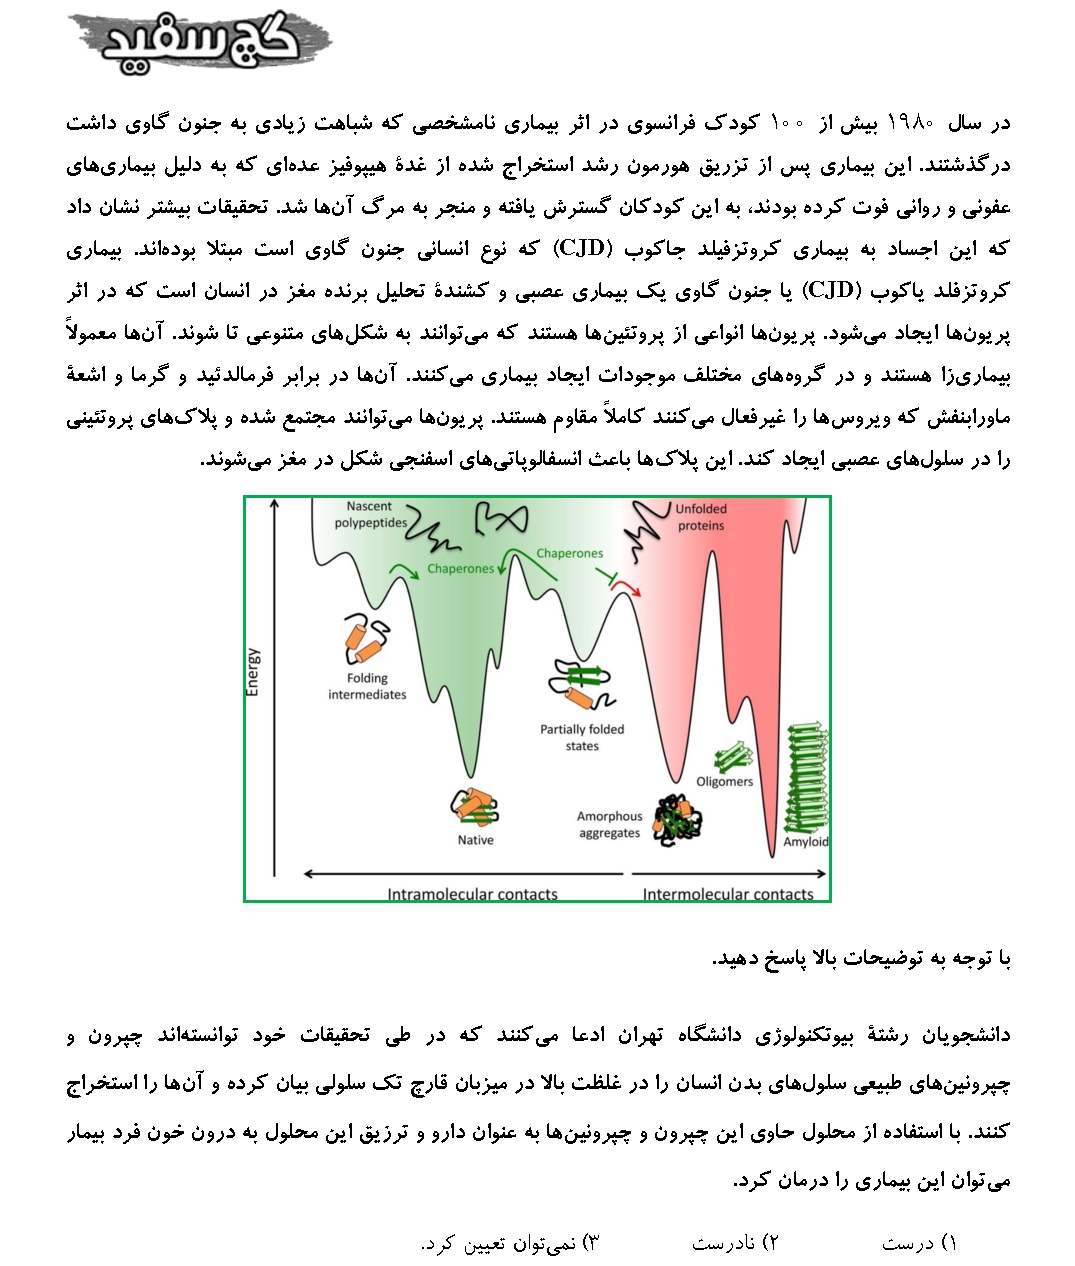 گچ سفید
در سال ۱۹۸۰ بیش از ۱۰۰ کودک فرانسوی در اثر بیماری نامشخصی که شباهت زیادی به جنون گاوی داشت
درگذشتند. این بیماری پس از تزریق هورمون رشد استخراج شده از غدهٔ هیپوفیز عده‌ای که به دلیل بیماری‌های
عفونی و روانی فوت کرده بودند، به این کودکان گسترش یافته و منجر به مرگ آن‌ها شد. تحقیقات بیشتر نشان داد
که این اجساد به بیماری کروتزفیلد جاکوب (CJD) که نوع انسانی جنون گاوی است مبتلا بوده‌اند. بیماری
کروتزفلد یاکوب (CJD) یا جنون گاوی یک بیماری عصبی و کشندهٔ تحلیل برنده مغز در انسان است که در اثر
پریون‌ها ایجاد می‌شود. پریون‌ها انواعی از پروتئین‌ها هستند که می‌توانند به شکل‌های متنوعی تا شوند. آن‌ها معمولاً
بیماری‌زا هستند و در گروه‌های مختلف موجودات ایجاد بیماری می‌کنند. آن‌ها در برابر فرمالدئید و گرما و اشعهٔ
ماورابنفش که ویروس‌ها را غیرفعال می‌کنند کاملاً مقاوم هستند. پریون‌ها می‌توانند مجتمع شده و پلاک‌های پروتئینی
را در سلول‌های عصبی ایجاد کند. این پلاک‌ها باعث انسفالوپاتی‌های اسفنجی شکل در مغز می‌شوند.
Nascent
polypeptides
Unfolded
proteins
Chaperones
Chaperones
Energy
Folding
intermediates
Partially folded
states
Native
Amorphous
aggregates
Oligomers
Amyloid
Intramolecular contacts
Intermolecular contacts
با توجه به توضیحات بالا پاسخ دهید.
دانشجویان رشتهٔ بیوتکنولوژی دانشگاه تهران ادعا می‌کنند که در طی تحقیقات خود توانسته‌اند چپرون و
چپرونین‌های طبیعی سلول‌های بدن انسان را در غلظت بالا در میزبان قارچ تک سلولی بیان کرده و آن‌ها را استخراج
کنند. با استفاده از محلول حاوی این چپرون و چپرونین‌ها به عنوان دارو و ترزیق این محلول به درون خون فرد بیمار
می‌توان این بیماری را درمان کرد.
۱) درست ۲) نادرست ۳) نمی‌توان تعیین کرد.